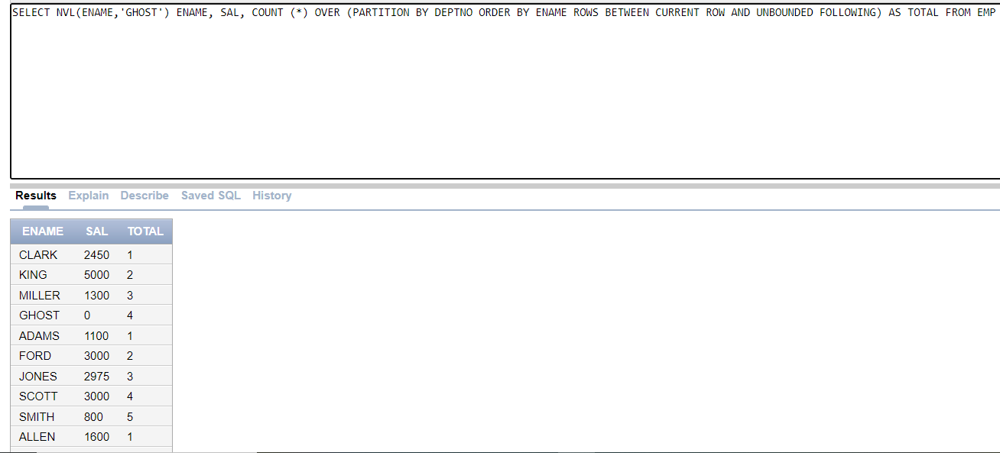 SELECT NVL(ENAME,'GHOST') ENAME, SAL, COUNT (*) OVER (PARTITION BY DEPTNO ORDER BY ENAME ROWS BETWEEN CURRENT ROW AND UNBOUNDED FOLLOWING) AS TOTAL FROM EMP
Results Explain Describe Saved SQL History
ENAME SAL TOTAL
CLARK 2450 1
KING 5000 2
MILLER 1300 3
GHOST 0 4
ADAMS 1100 1
FORD 3000 2
JONES 2975 3
SCOTT 3000 4
SMITH 800 5
ALLEN 1600 1